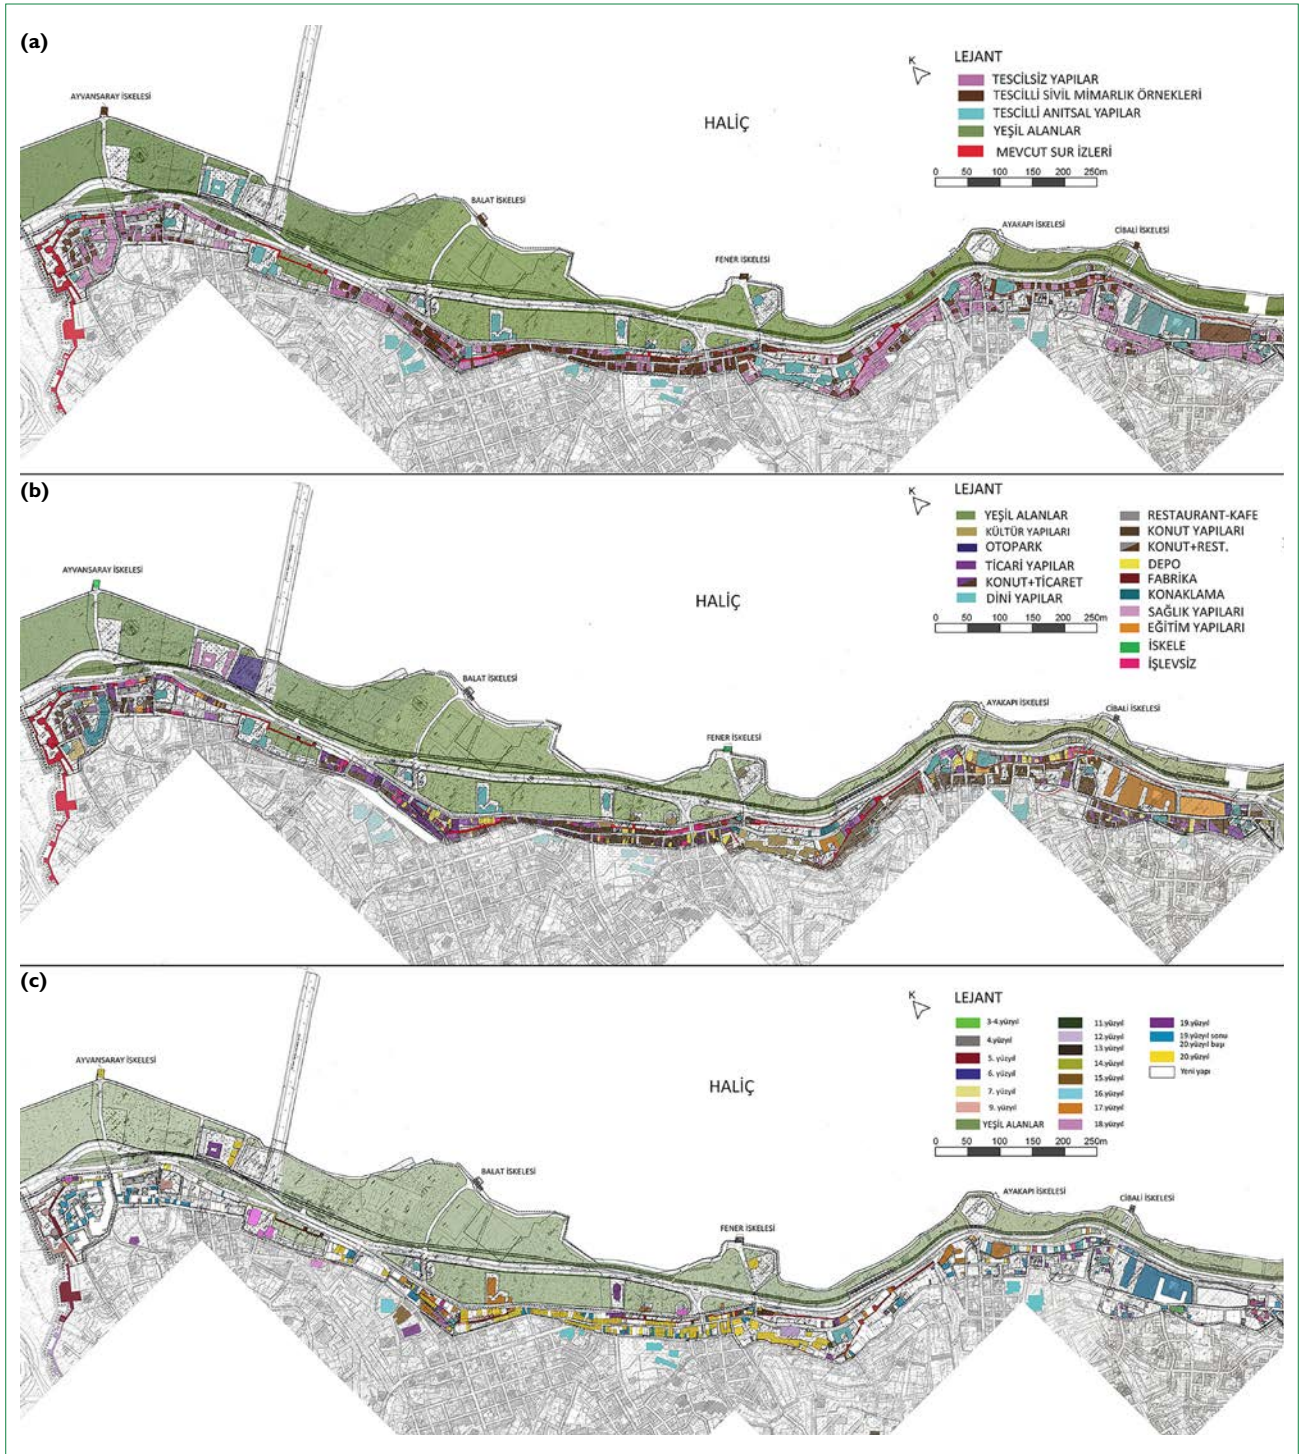 (a)
AYVANSARAY İSKELESİ
HALİÇ
BALAT İSKELESİ
FENER İSKELESİ
AYAKAPI İSKELESİ
CİBALİ İSKELESİ
K
LEJANT
TESCİLSİZ YAPILAR
TESCİLLİ SİVİL MİMARLIK ÖRNEKLERİ
TESCİLLİ ANITSAL YAPILAR
YEŞİL ALANLAR
MEVCUT SUR İZLERİ
0 50 100 150 200 250m
(b)
AYVANSARAY İSKELESİ
HALİÇ
BALAT İSKELESİ
FENER İSKELESİ
AYAKAPI İSKELESİ
CİBALİ İSKELESİ
K
LEJANT
YEŞİL ALANLAR
KÜLTÜR YAPILARI
OTOPARK
TİCARİ YAPILAR
KONUT+TİCARET
DİNİ YAPILAR
RESTAURANT-KAFE
KONUT YAPILARI
KONUT+REST.
DEPO
FABRİKA
KONAKLAMA
SAĞLIK YAPILARI
EĞİTİM YAPILARI
İSKELE
İŞLEVSİZ
0 50 100 150 200 250m
(c)
AYVANSARAY İSKELESİ
HALİÇ
BALAT İSKELESİ
FENER İSKELESİ
AYAKAPI İSKELESİ
CİBALİ İSKELESİ
K
LEJANT
3-4.yüzyıl
4.yüzyıl
5. yüzyıl
6. yüzyıl
7. yüzyıl
9. yüzyıl
YEŞİL ALANLAR
11.yüzyıl
12.yüzyıl
13.yüzyıl
14.yüzyıl
15.yüzyıl
16.yüzyıl
17.yüzyıl
18.yüzyıl
19.yüzyıl
19.yüzyıl sonu
20.yüzyıl başı
20.yüzyıl
Yeni yapı
0 50 100 150 200 250m